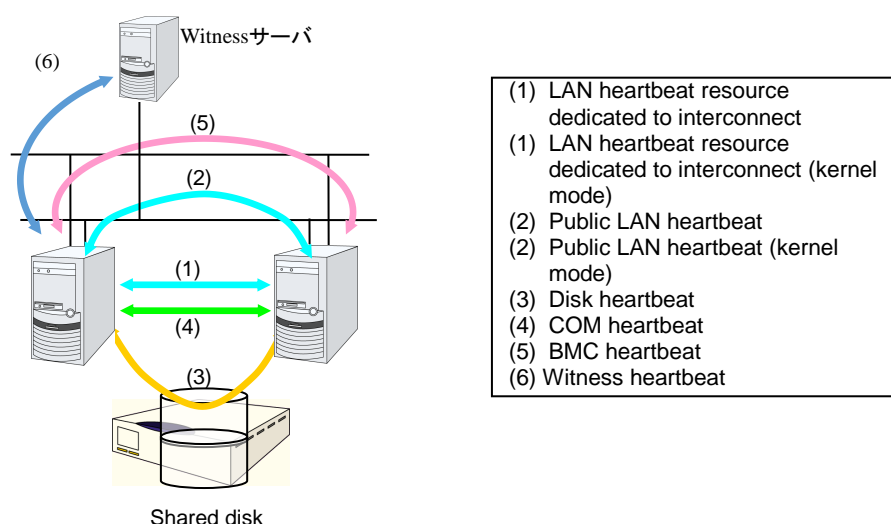 Witnessサーバ
(6)
(5)
(2)
(1)
(4)
(3)
Shared disk
(1) LAN heartbeat resource
dedicated to interconnect
(1) LAN heartbeat resource
dedicated to interconnect (kernel
mode)
(2) Public LAN heartbeat
(2) Public LAN heartbeat (kernel
mode)
(3) Disk heartbeat
(4) COM heartbeat
(5) BMC heartbeat
(6) Witness heartbeat